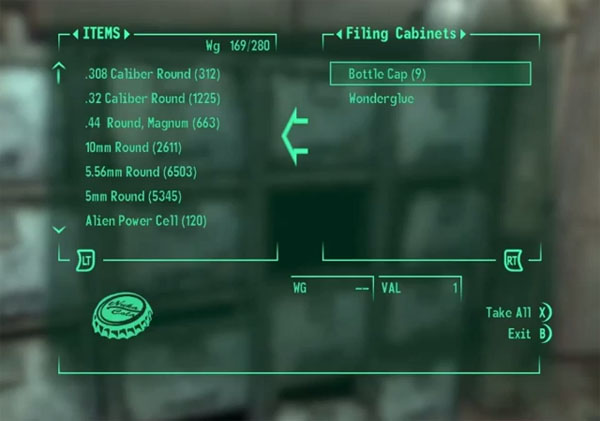 ITEMS
Wg 169/280
.308 Caliber Round (312)
.32 Caliber Round (1225)
.44 Round, Magnum (663)
10mm Round (2611)
5.56mm Round (6503)
5mm Round (5345)
Alien Power Cell (120)
LT
Filing Cabinets
Bottle Cap (9)
Wonderglue
RT
WG --
VAL 1
Nuka
Cola
Take All X
Exit B